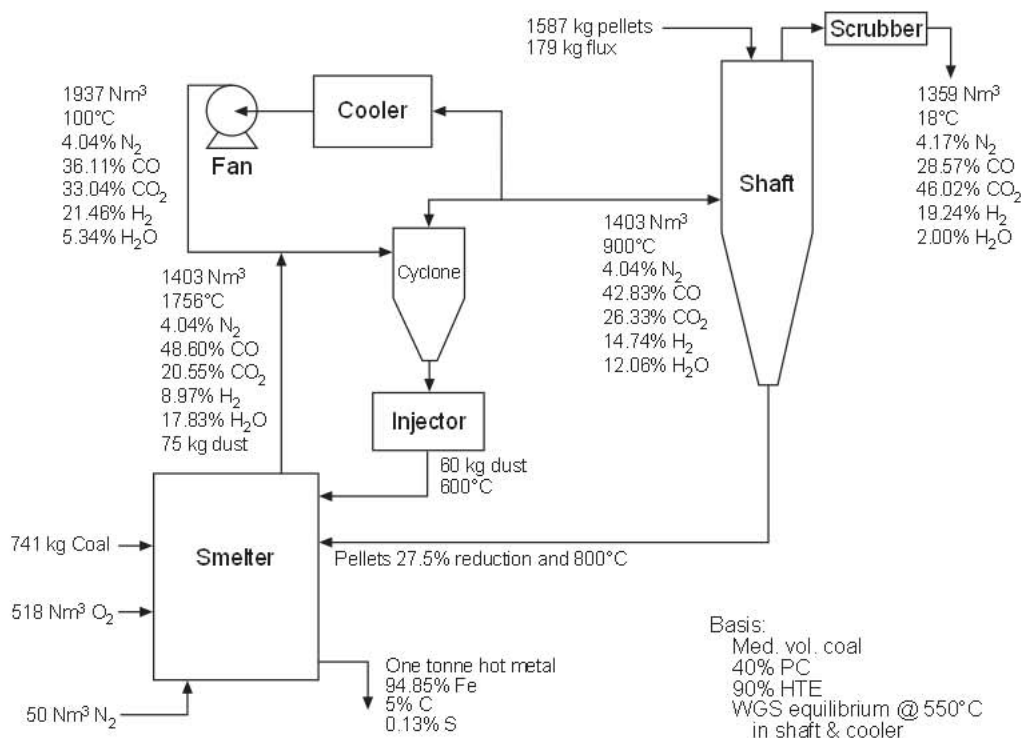 1587 kg pellets
179 kg flux
Scrubber
1937 Nm³
100°C
4.04% N₂
36.11% CO
33.04% CO₂
21.46% H₂
5.34% H₂O
Fan
Cooler
Shaft
1359 Nm³
18°C
4.17% N₂
28.57% CO
46.02% CO₂
19.24% H₂
2.00% H₂O
Cyclone
1403 Nm³
900°C
4.04% N₂
42.83% CO
26.33% CO₂
14.74% H₂
12.06% H₂O
1403 Nm³
1756°C
4.04% N₂
48.60% CO
20.55% CO₂
8.97% H₂
17.83% H₂O
75 kg dust
Injector
60 kg dust
600°C
741 kg Coal
Smelter
Pellets 27.5% reduction and 800°C
518 Nm³ O₂
50 Nm³ N₂
One tonne hot metal
94.85% Fe
5% C
0.13% S
Basis:
Med. vol. coal
40% PC
90% HTE
WGS equilibrium @ 550°C
in shaft & cooler